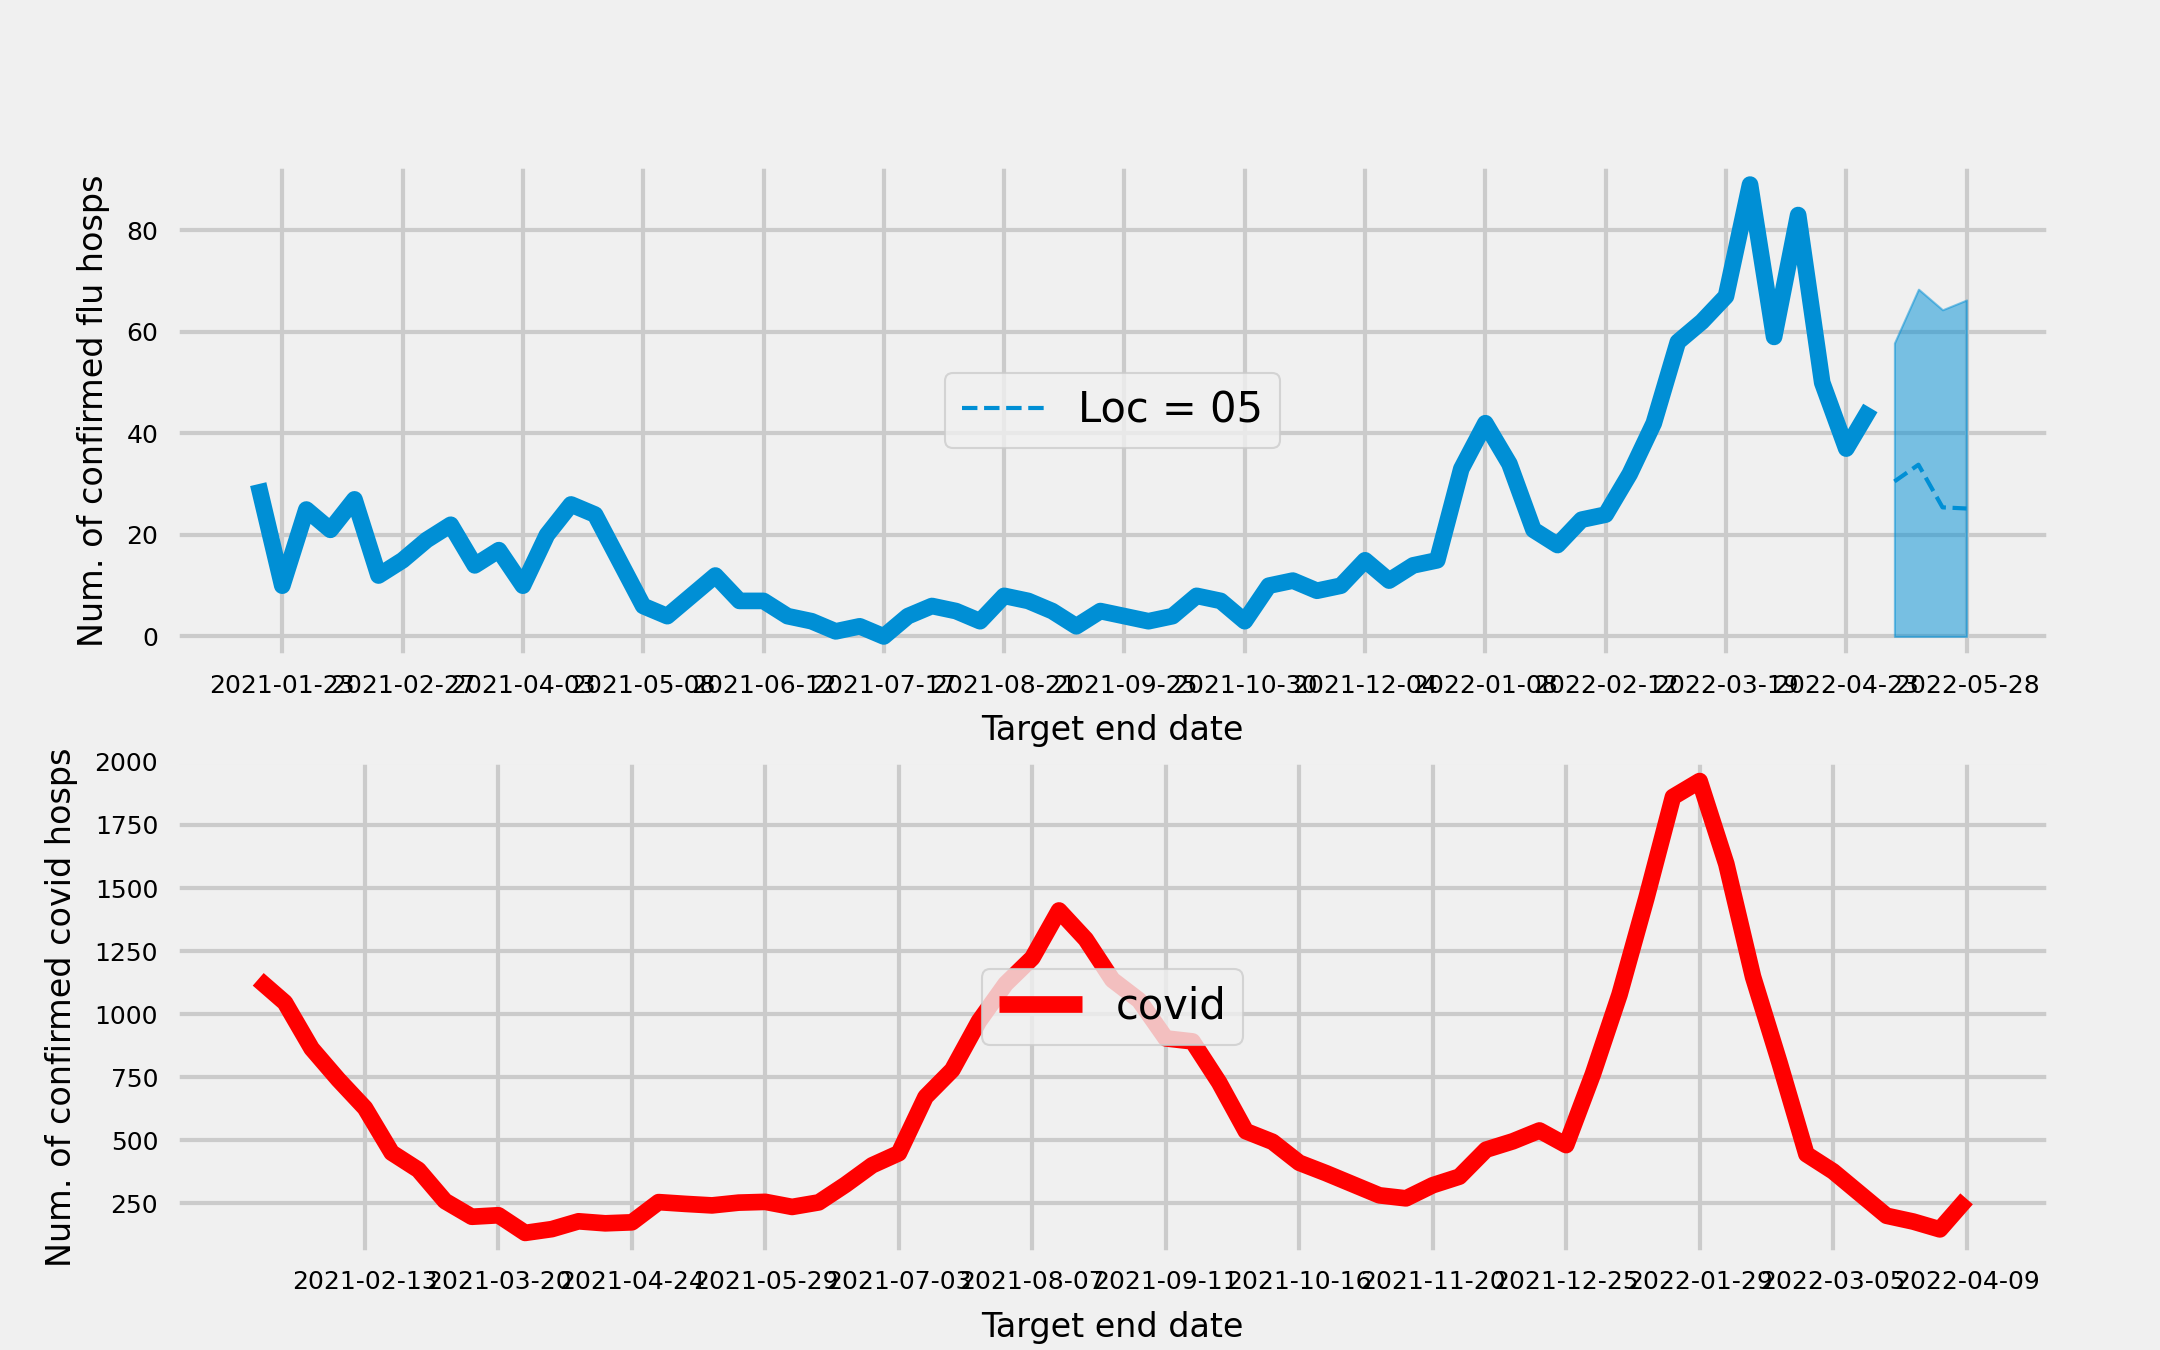 Num. of confirmed flu hosps
80
60
40
20
0
Loc = 05
2021-01-23 2021-02-27 2021-04-03 2021-05-08 2021-06-12 2021-07-17 2021-08-21 2021-09-25 2021-10-30 2021-12-04 2022-01-08 2022-02-12 2022-03-19 2022-04-23 2022-05-28
Target end date
Num. of confirmed covid hosps
2000
1750
1500
1250
1000
750
500
250
covid
2021-02-13 2021-03-20 2021-04-24 2021-05-29 2021-07-03 2021-08-07 2021-09-11 2021-10-16 2021-11-20 2021-12-25 2022-01-29 2022-03-05 2022-04-09
Target end date